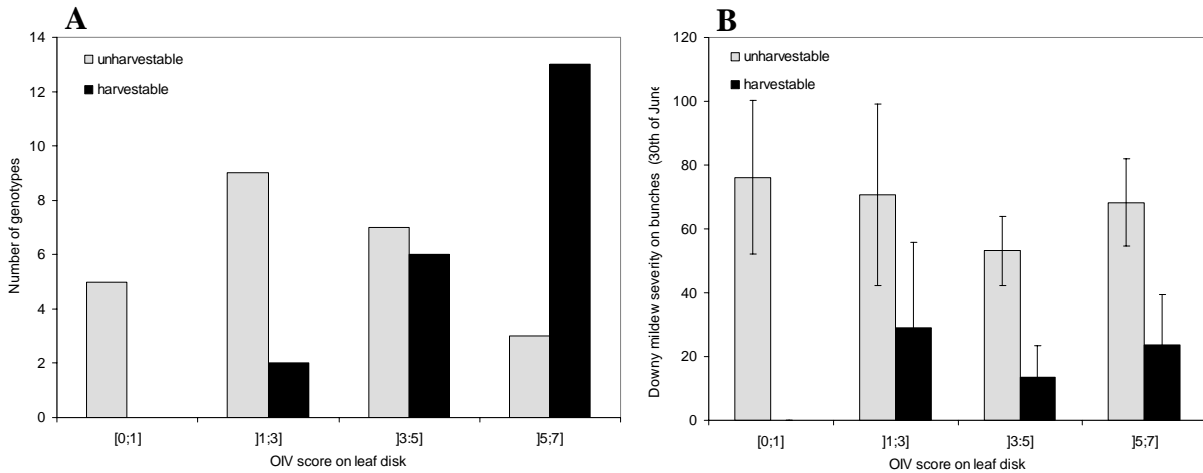 A
14
12
10
8
6
4
2
0
Number of genotypes
unharvestable
harvestable
[0;1]
]1;3]
]3:5]
]5;7]
OIV score on leaf disk
B
120
100
80
60
40
20
0
Downy mildew severity on bunches (30th of June
unharvestable
harvestable
[0;1]
]1;3]
]3:5]
]5;7]
OIV score on leaf disk